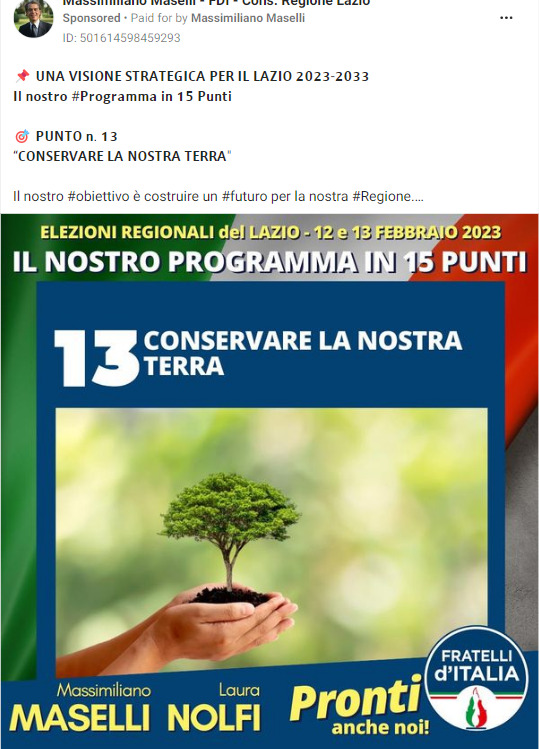 Massimiliano Maselli - FDI - Cons. Regione Lazio
Sponsored • Paid for by Massimiliano Maselli
ID: 501614598459293
📌 UNA VISIONE STRATEGICA PER IL LAZIO 2023-2033
Il nostro #Programma in 15 Punti
🎯 PUNTO n. 13
"CONSERVARE LA NOSTRA TERRA"
Il nostro #obiettivo è costruire un #futuro per la nostra #Regione....
ELEZIONI REGIONALI del LAZIO - 12 e 13 FEBBRAIO 2023
IL NOSTRO PROGRAMMA IN 15 PUNTI
13 CONSERVARE LA NOSTRA
TERRA
Massimiliano
MASELLI
Laura
NOLFI
Pronti
anche noi!
FRATELLI
d'ITALIA